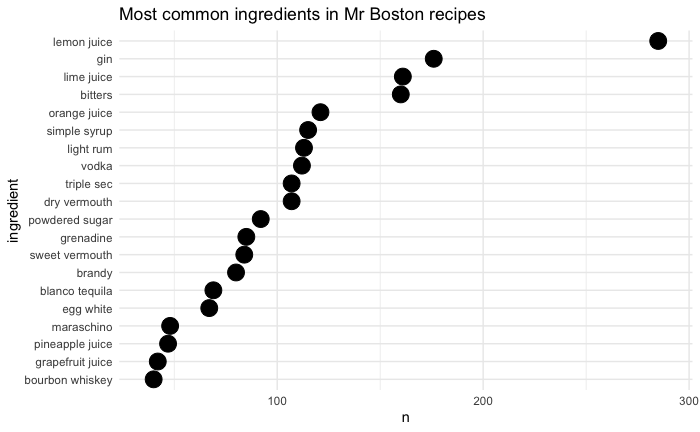 Most common ingredients in Mr Boston recipes
lemon juice
gin
lime juice
bitters
orange juice
simple syrup
light rum
vodka
triple sec
dry vermouth
powdered sugar
grenadine
sweet vermouth
brandy
blanco tequila
egg white
maraschino
pineapple juice
grapefruit juice
bourbon whiskey
ingredient
100 200 300
n